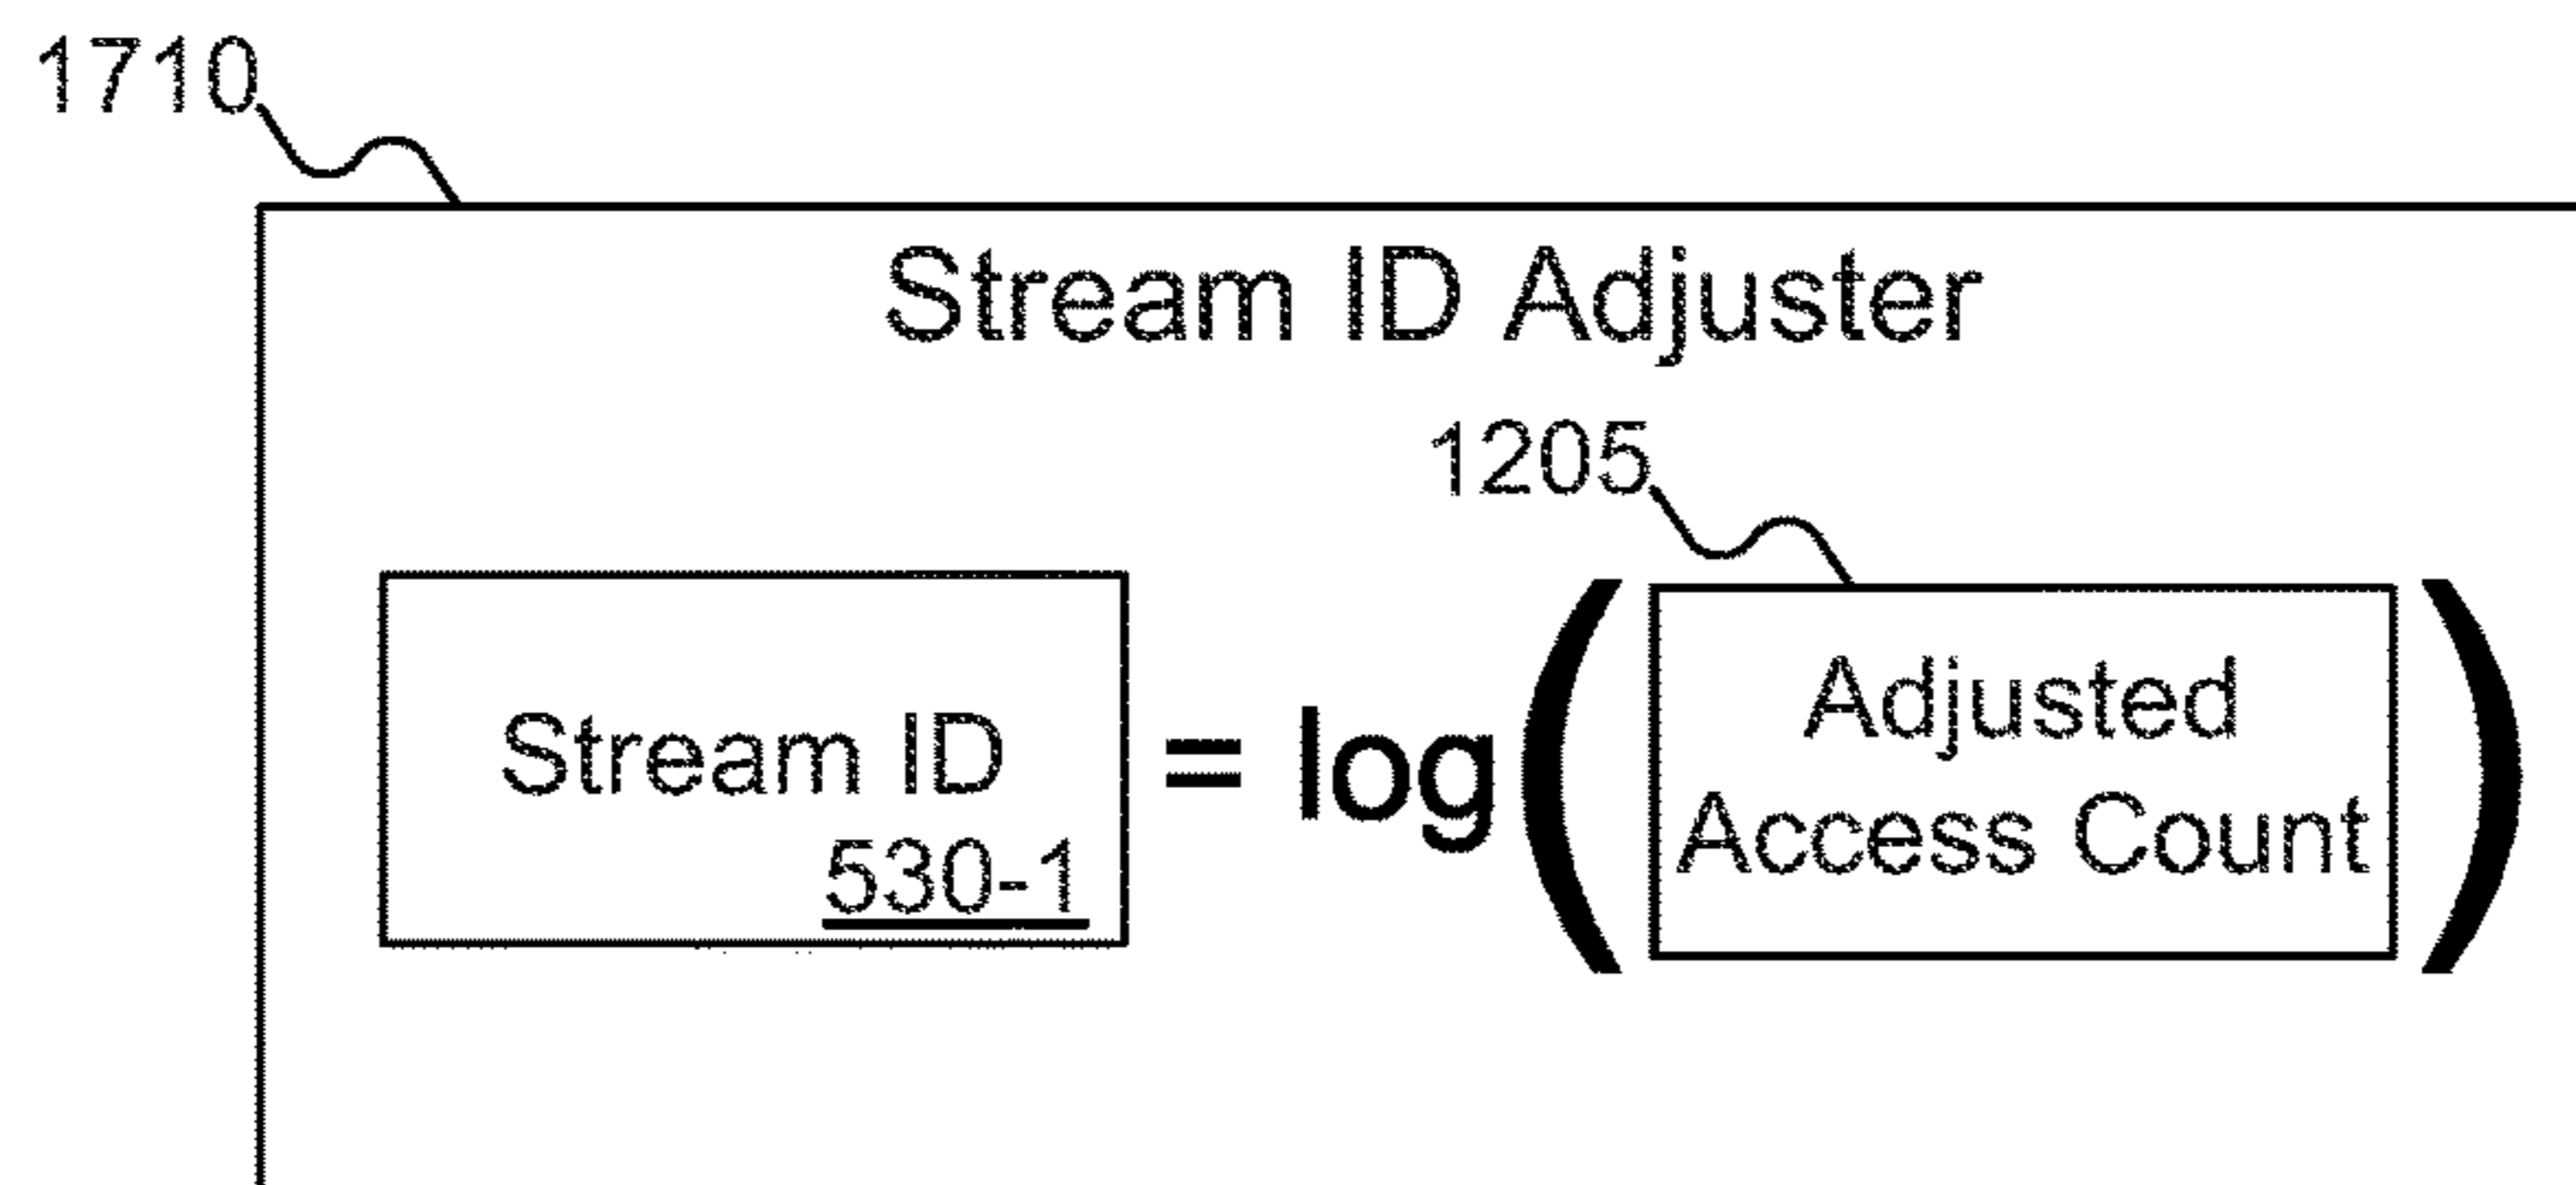 1710
Stream ID Adjuster
1205
Stream ID
530-1
= log(
Adjusted
Access Count
)